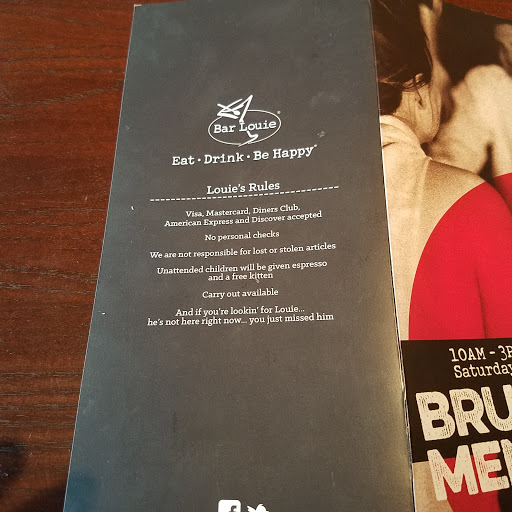 Bar Louie
Eat • Drink • Be Happy
Louie's Rules
Visa, Mastercard, Diners Club,
American Express and Discover accepted
No personal checks
We are not responsible for lost or stolen articles
Unattended children will be given espresso
and a free kitten
Carry out available
And if you're lookin' for Louie...
he's not here right now... you just missed him
10AM - 3P
Saturday
BRU
MEN